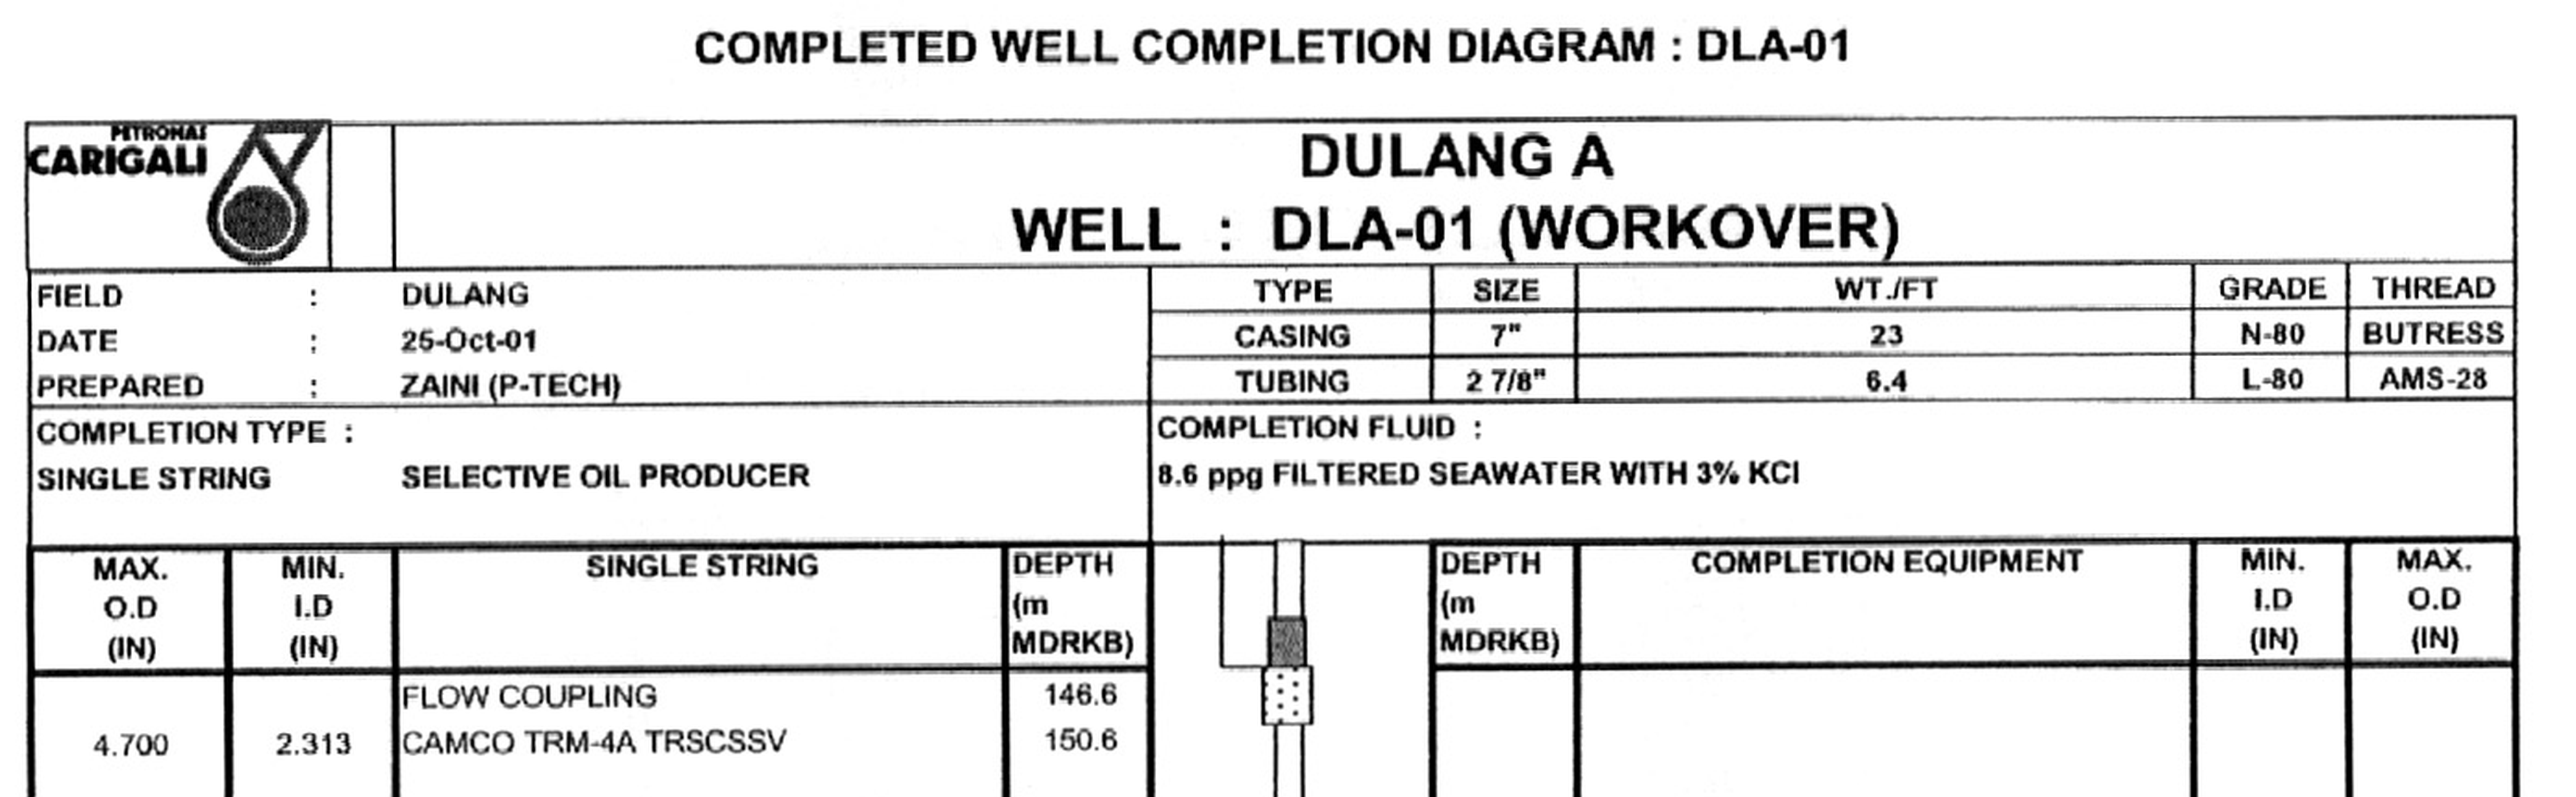 COMPLETED WELL COMPLETION DIAGRAM : DLA-01
PETRONAS
CARIGALI
DULANG A
WELL : DLA-01 (WORKOVER)
FIELD : DULANG
DATE : 25-Oct-01
PREPARED : ZAINI (P-TECH)
TYPE SIZE WT./FT GRADE THREAD
CASING 7" 23 N-80 BUTRESS
TUBING 2 7/8" 6.4 L-80 AMS-28
COMPLETION TYPE :
SINGLE STRING SELECTIVE OIL PRODUCER
COMPLETION FLUID :
8.6 ppg FILTERED SEAWATER WITH 3% KCl
MAX. MIN. SINGLE STRING DEPTH
O.D I.D (m
(IN) (IN) MDRKB)
DEPTH COMPLETION EQUIPMENT MIN. MAX.
(m I.D O.D
MDRKB) (IN) (IN)
FLOW COUPLING 146.6
4.700 2.313 CAMCO TRM-4A TRSCSSV 150.6